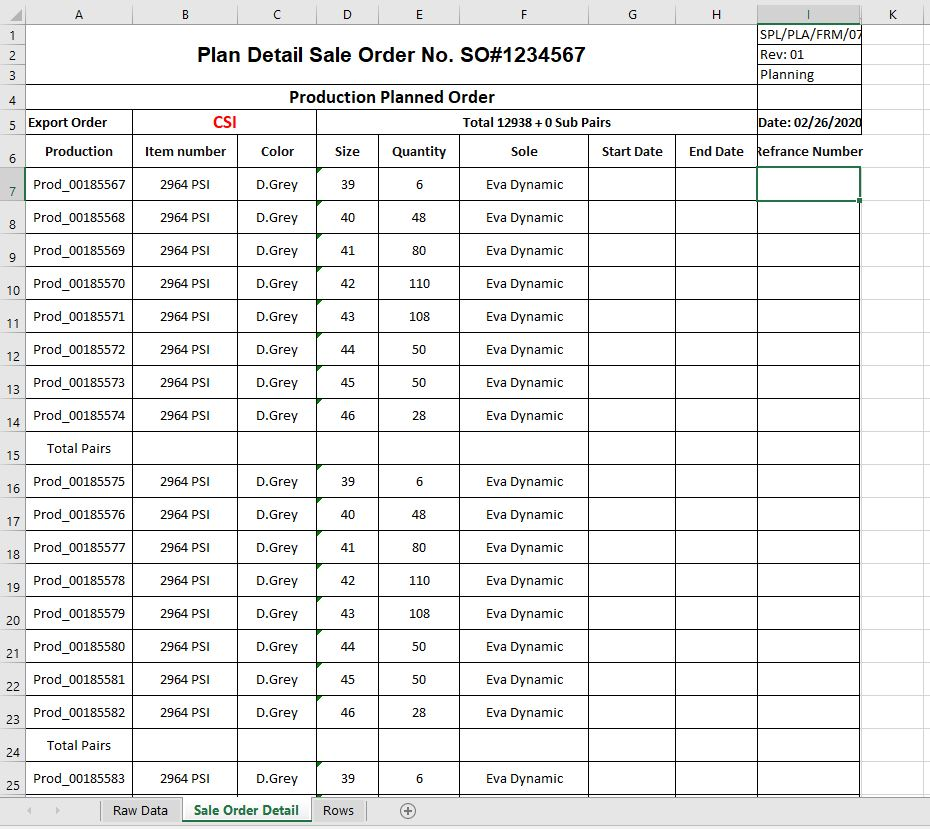 A B C D E F G H I K
1 SPL/PLA/FRM/07
2 Plan Detail Sale Order No. SO#1234567 Rev: 01
3 Planning
4 Production Planned Order
5 Export Order CSI Total 12938 + 0 Sub Pairs Date: 02/26/2020
6 Production Item number Color Size Quantity Sole Start Date End Date Refrance Number
7 Prod_00185567 2964 PSI D.Grey 39 6 Eva Dynamic
8 Prod_00185568 2964 PSI D.Grey 40 48 Eva Dynamic
9 Prod_00185569 2964 PSI D.Grey 41 80 Eva Dynamic
10 Prod_00185570 2964 PSI D.Grey 42 110 Eva Dynamic
11 Prod_00185571 2964 PSI D.Grey 43 108 Eva Dynamic
12 Prod_00185572 2964 PSI D.Grey 44 50 Eva Dynamic
13 Prod_00185573 2964 PSI D.Grey 45 50 Eva Dynamic
14 Prod_00185574 2964 PSI D.Grey 46 28 Eva Dynamic
15 Total Pairs
16 Prod_00185575 2964 PSI D.Grey 39 6 Eva Dynamic
17 Prod_00185576 2964 PSI D.Grey 40 48 Eva Dynamic
18 Prod_00185577 2964 PSI D.Grey 41 80 Eva Dynamic
19 Prod_00185578 2964 PSI D.Grey 42 110 Eva Dynamic
20 Prod_00185579 2964 PSI D.Grey 43 108 Eva Dynamic
21 Prod_00185580 2964 PSI D.Grey 44 50 Eva Dynamic
22 Prod_00185581 2964 PSI D.Grey 45 50 Eva Dynamic
23 Prod_00185582 2964 PSI D.Grey 46 28 Eva Dynamic
24 Total Pairs
25 Prod_00185583 2964 PSI D.Grey 39 6 Eva Dynamic
Raw Data Sale Order Detail Rows